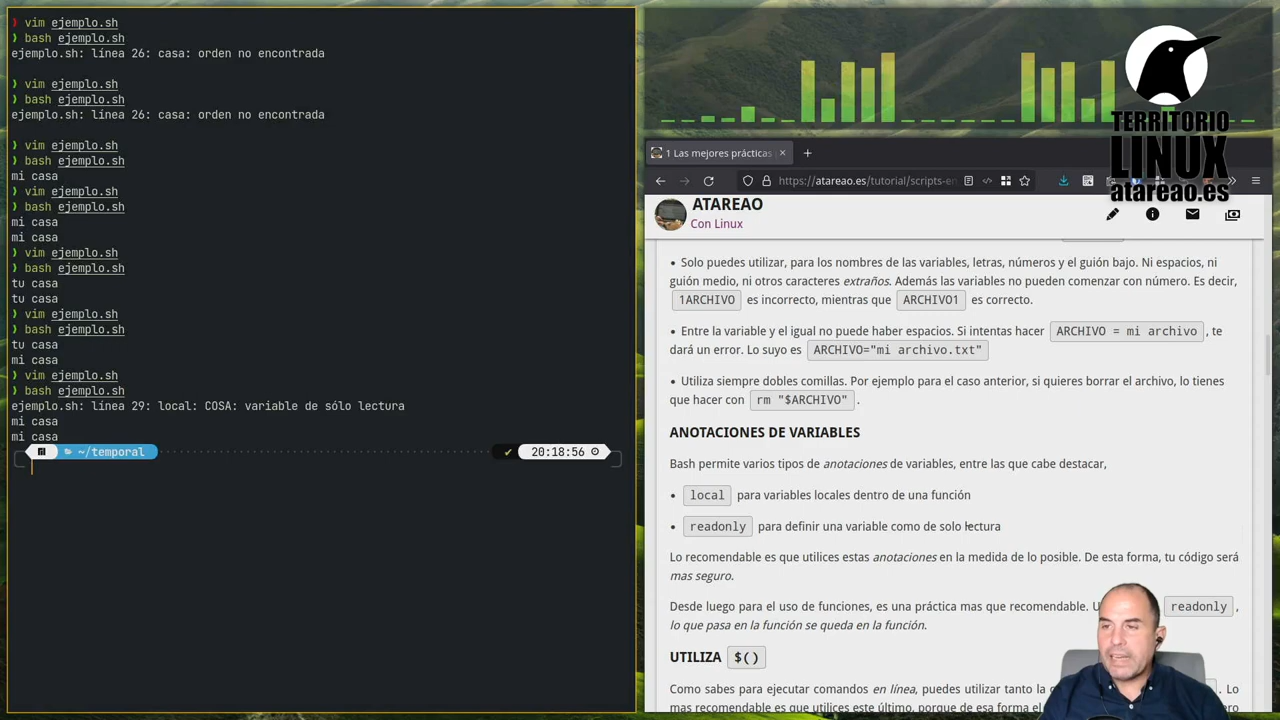 ❯ vim ejemplo.sh
❯ bash ejemplo.sh
ejemplo.sh: línea 26: casa: orden no encontrada
❯ vim ejemplo.sh
❯ bash ejemplo.sh
ejemplo.sh: línea 26: casa: orden no encontrada
❯ vim ejemplo.sh
❯ bash ejemplo.sh
mi casa
❯ vim ejemplo.sh
❯ bash ejemplo.sh
mi casa
mi casa
❯ vim ejemplo.sh
❯ bash ejemplo.sh
tu casa
tu casa
❯ vim ejemplo.sh
❯ bash ejemplo.sh
tu casa
mi casa
❯ vim ejemplo.sh
❯ bash ejemplo.sh
ejemplo.sh: línea 29: local: COSA: variable de sólo lectura
mi casa
mi casa
~/temporal ✔ 20:18:56
TERRITORIO
LINUX
atareao.es
1 Las mejores prácticas
https://atareao.es/tutorial/scripts-en
ATAREAO
Con Linux
• Solo puedes utilizar, para los nombres de las variables, letras, números y el guión bajo. Ni espacios, ni
guión medio, ni otros caracteres extraños. Además las variables no pueden comenzar con número. Es decir,
1ARCHIVO es incorrecto, mientras que ARCHIVO1 es correcto.
• Entre la variable y el igual no puede haber espacios. Si intentas hacer ARCHIVO = mi archivo, te
dará un error. Lo suyo es ARCHIVO="mi archivo.txt"
• Utiliza siempre dobles comillas. Por ejemplo para el caso anterior, si quieres borrar el archivo, lo tienes
que hacer con rm "$ARCHIVO" .
ANOTACIONES DE VARIABLES
Bash permite varios tipos de anotaciones de variables, entre las que cabe destacar,
• local para variables locales dentro de una función
• readonly para definir una variable como de solo lectura
Lo recomendable es que utilices estas anotaciones en la medida de lo posible. De esta forma, tu código será
mas seguro.
Desde luego para el uso de funciones, es una práctica mas que recomendable. readonly ,
lo que pasa en la función se queda en la función.
UTILIZA $()
Como sabes para ejecutar comandos en línea, puedes utilizar tanto la . Lo
mas recomendable es que utilices este último, porque de esa forma el